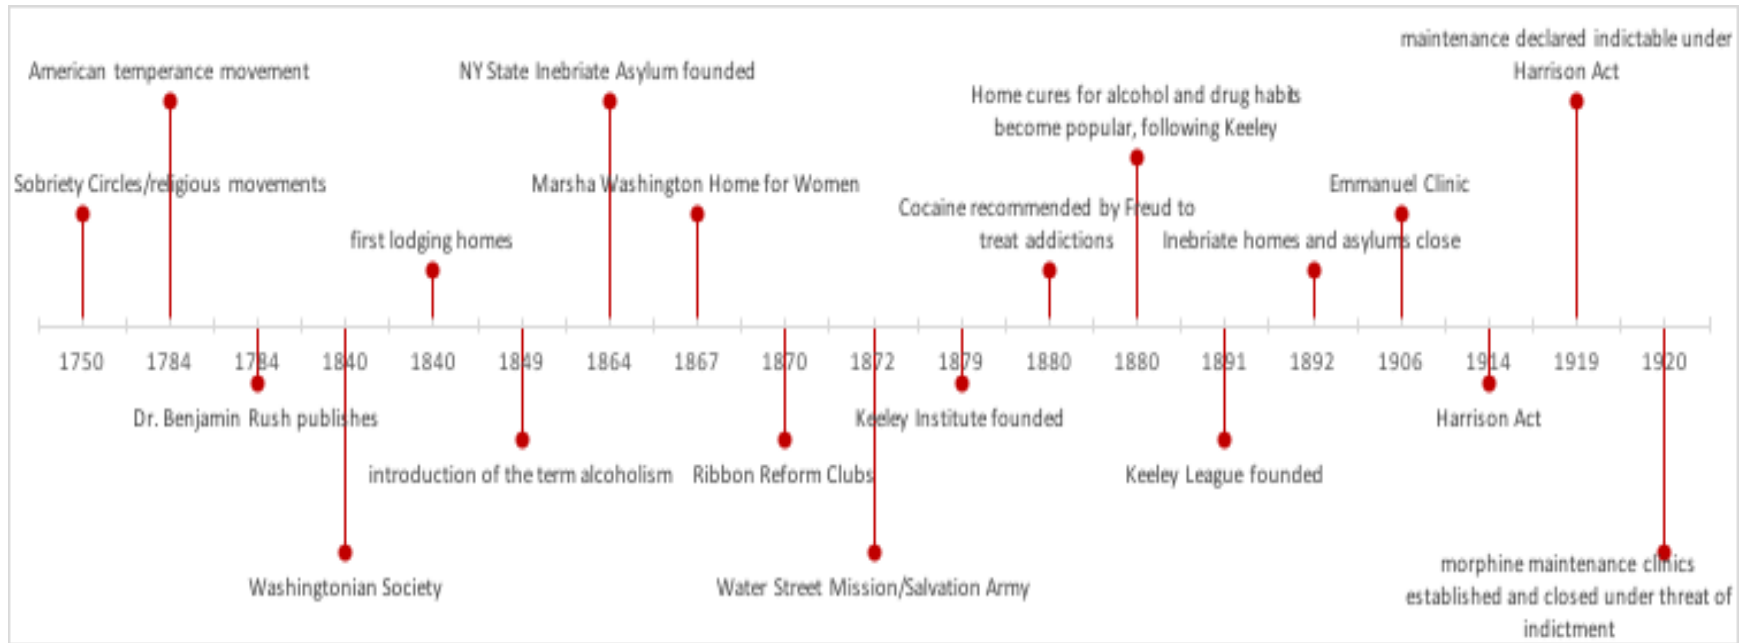 maintenance declared indictable under
Harrison Act
American temperance movement
NY State Inebriate Asylum founded
Home cures for alcohol and drug habits
become popular, following Keeley
Sobriety Circles/religious movements
Marsha Washington Home for Women
Emmanuel Clinic
Cocaine recommended by Freud to
treat addictions
first lodging homes
Inebriate homes and asylums close
1750 1784 1784 1840 1840 1849 1864 1867 1870 1872 1879 1880 1880 1891 1892 1906 1914 1919 1920
Dr. Benjamin Rush publishes
Keeley Institute founded
Harrison Act
introduction of the term alcoholism
Ribbon Reform Clubs
Keeley League founded
Washingtonian Society
Water Street Mission/Salvation Army
morphine maintenance clinics
established and closed under threat of
indictment